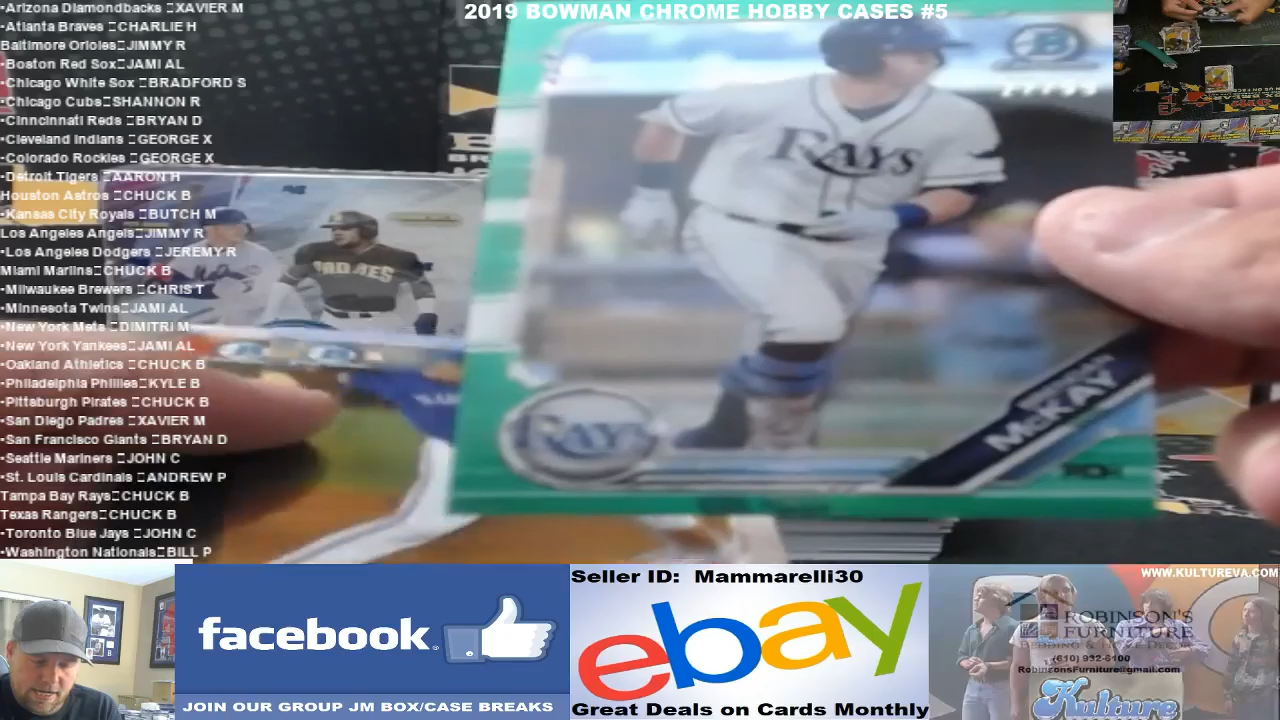 2019 BOWMAN CHROME HOBBY CASES #5
•Arizona Diamondbacks □XAVIER M
•Atlanta Braves □CHARLIE H
Baltimore Orioles□JIMMY R
•Boston Red Sox□JAMI AL
•Chicago White Sox □BRADFORD S
•Chicago Cubs□SHANNON R
•Cinncinnati Reds □BRYAN D
•Cleveland Indians □GEORGE X
•Colorado Rockies □GEORGE X
•Detroit Tigers □AARON H
Houston Astros □CHUCK B
•Kansas City Royals □BUTCH M
Los Angeles Angels□JIMMY R
•Los Angeles Dodgers □JEREMY R
Miami Marlins□CHUCK B
•Milwaukee Brewers □CHRIS T
•Minnesota Twins□JAMI AL
•New York Mets □DIMITRI M
•New York Yankees□JAMI AL
•Oakland Athletics □CHUCK B
•Philadelphia Phillies□KYLE B
•Pittsburgh Pirates □CHUCK B
•San Diego Padres □XAVIER M
•San Francisco Giants □BRYAN D
•Seattle Mariners □JOHN C
•St. Louis Cardinals □ANDREW P
Tampa Bay Rays□CHUCK B
Texas Rangers□CHUCK B
•Toronto Blue Jays □JOHN C
•Washington Nationals□BILL P
PADRES
RAYS
RAYS
McKAY
facebook
JOIN OUR GROUP JM BOX/CASE BREAKS
Seller ID: Mammarelli30
ebay
Great Deals on Cards Monthly
WWW.KULTUREVA.COM
ROBINSON'S
FURNITURE
(610) 932-6100
RobinsonsFurniture@gmail.com
Kulture